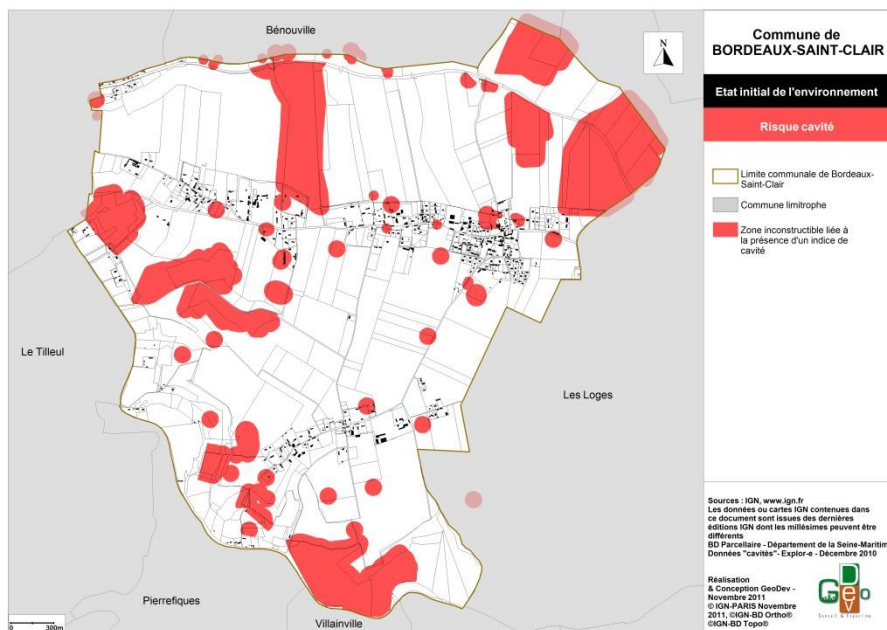 Bénouville
N
Le Tilleul
Les Loges
Pierrefiques
Villainville
0 300m
Commune de
BORDEAUX-SAINT-CLAIR
Etat initial de l'environnement
Risque cavité
Limite communale de Bordeaux-
Saint-Clair
Commune limitrophe
Zone inconstructible liée à
la présence d'un indice de
cavité
Sources : IGN, www.ign.fr
Les données ou cartes IGN contenues dans
ce document sont issues des dernières
éditions IGN dont les millésimes peuvent être
différents
BD Parcellaire - Département de la Seine-Maritim
Données "cavités"- Explor-e - Décembre 2010
Réalisation
& Conception GeoDev -
Novembre 2011
© IGN-PARIS Novembre
2011, ©IGN-BD Ortho®
©IGN-BD Topo®
GeoDev
Conseil & Expertise